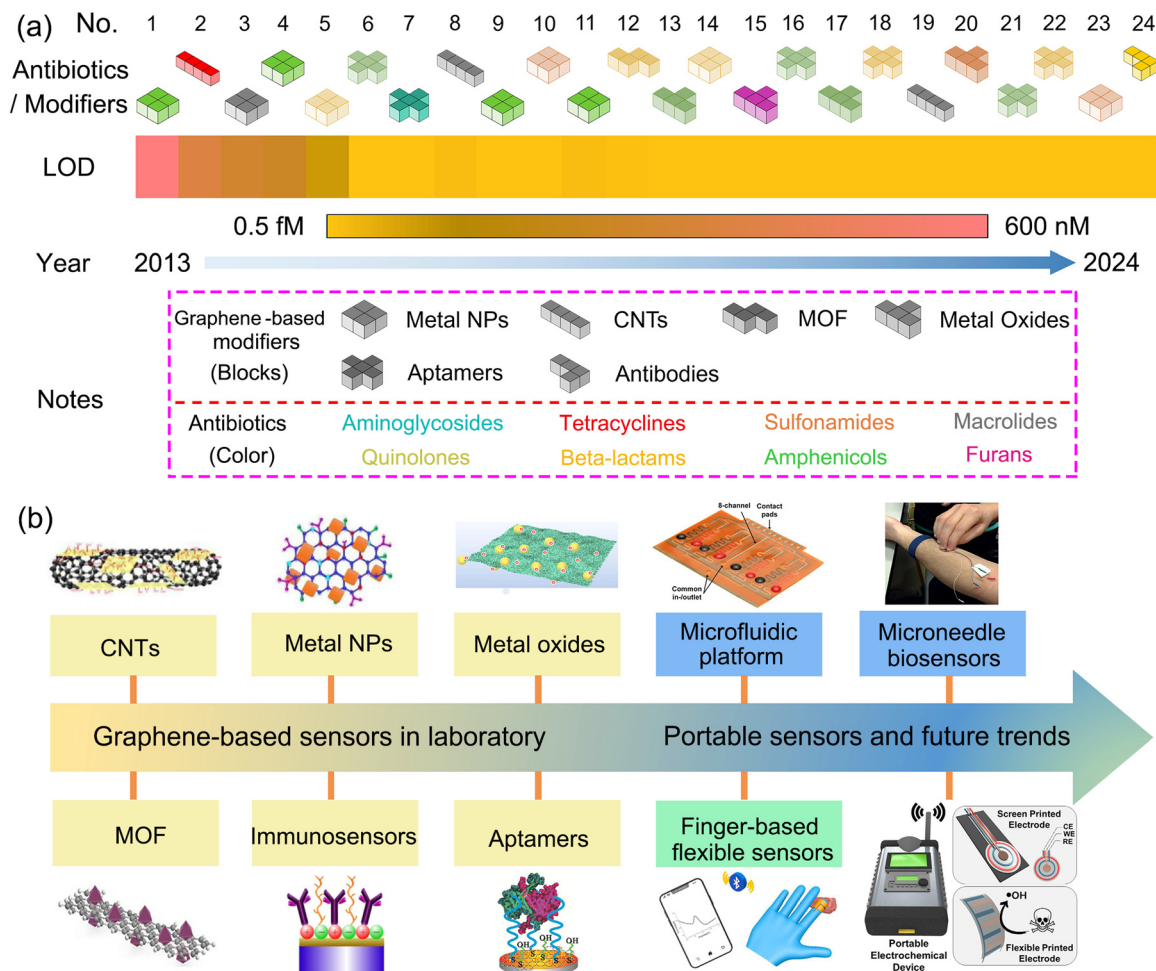 (a) No. 1 2 3 4 5 6 7 8 9 10 11 12 13 14 15 16 17 18 19 20 21 22 23 24
Antibiotics
/ Modifiers
LOD
0.5 fM 600 nM
Year 2013 2024
Notes
Graphene-based
modifiers
(Blocks)
Metal NPs CNTs MOF Metal Oxides
Aptamers Antibodies
Antibiotics
(Color)
Aminoglycosides Tetracyclines Sulfonamides Macrolides
Quinolones Beta-lactams Amphenicols Furans
(b)
8-channel
Contact
pads
Common
in-/outlet
CNTs
Metal NPs
Metal oxides
Microfluidic
platform
Microneedle
biosensors
Graphene-based sensors in laboratory
Portable sensors and future trends
MOF
Immunosensors
Aptamers
Finger-based
flexible sensors
OH OH OH
S S S S
Portable
Electrochemical
Device
Screen Printed
Electrode
CE
WE
RE
•OH
Flexible Printed
Electrode